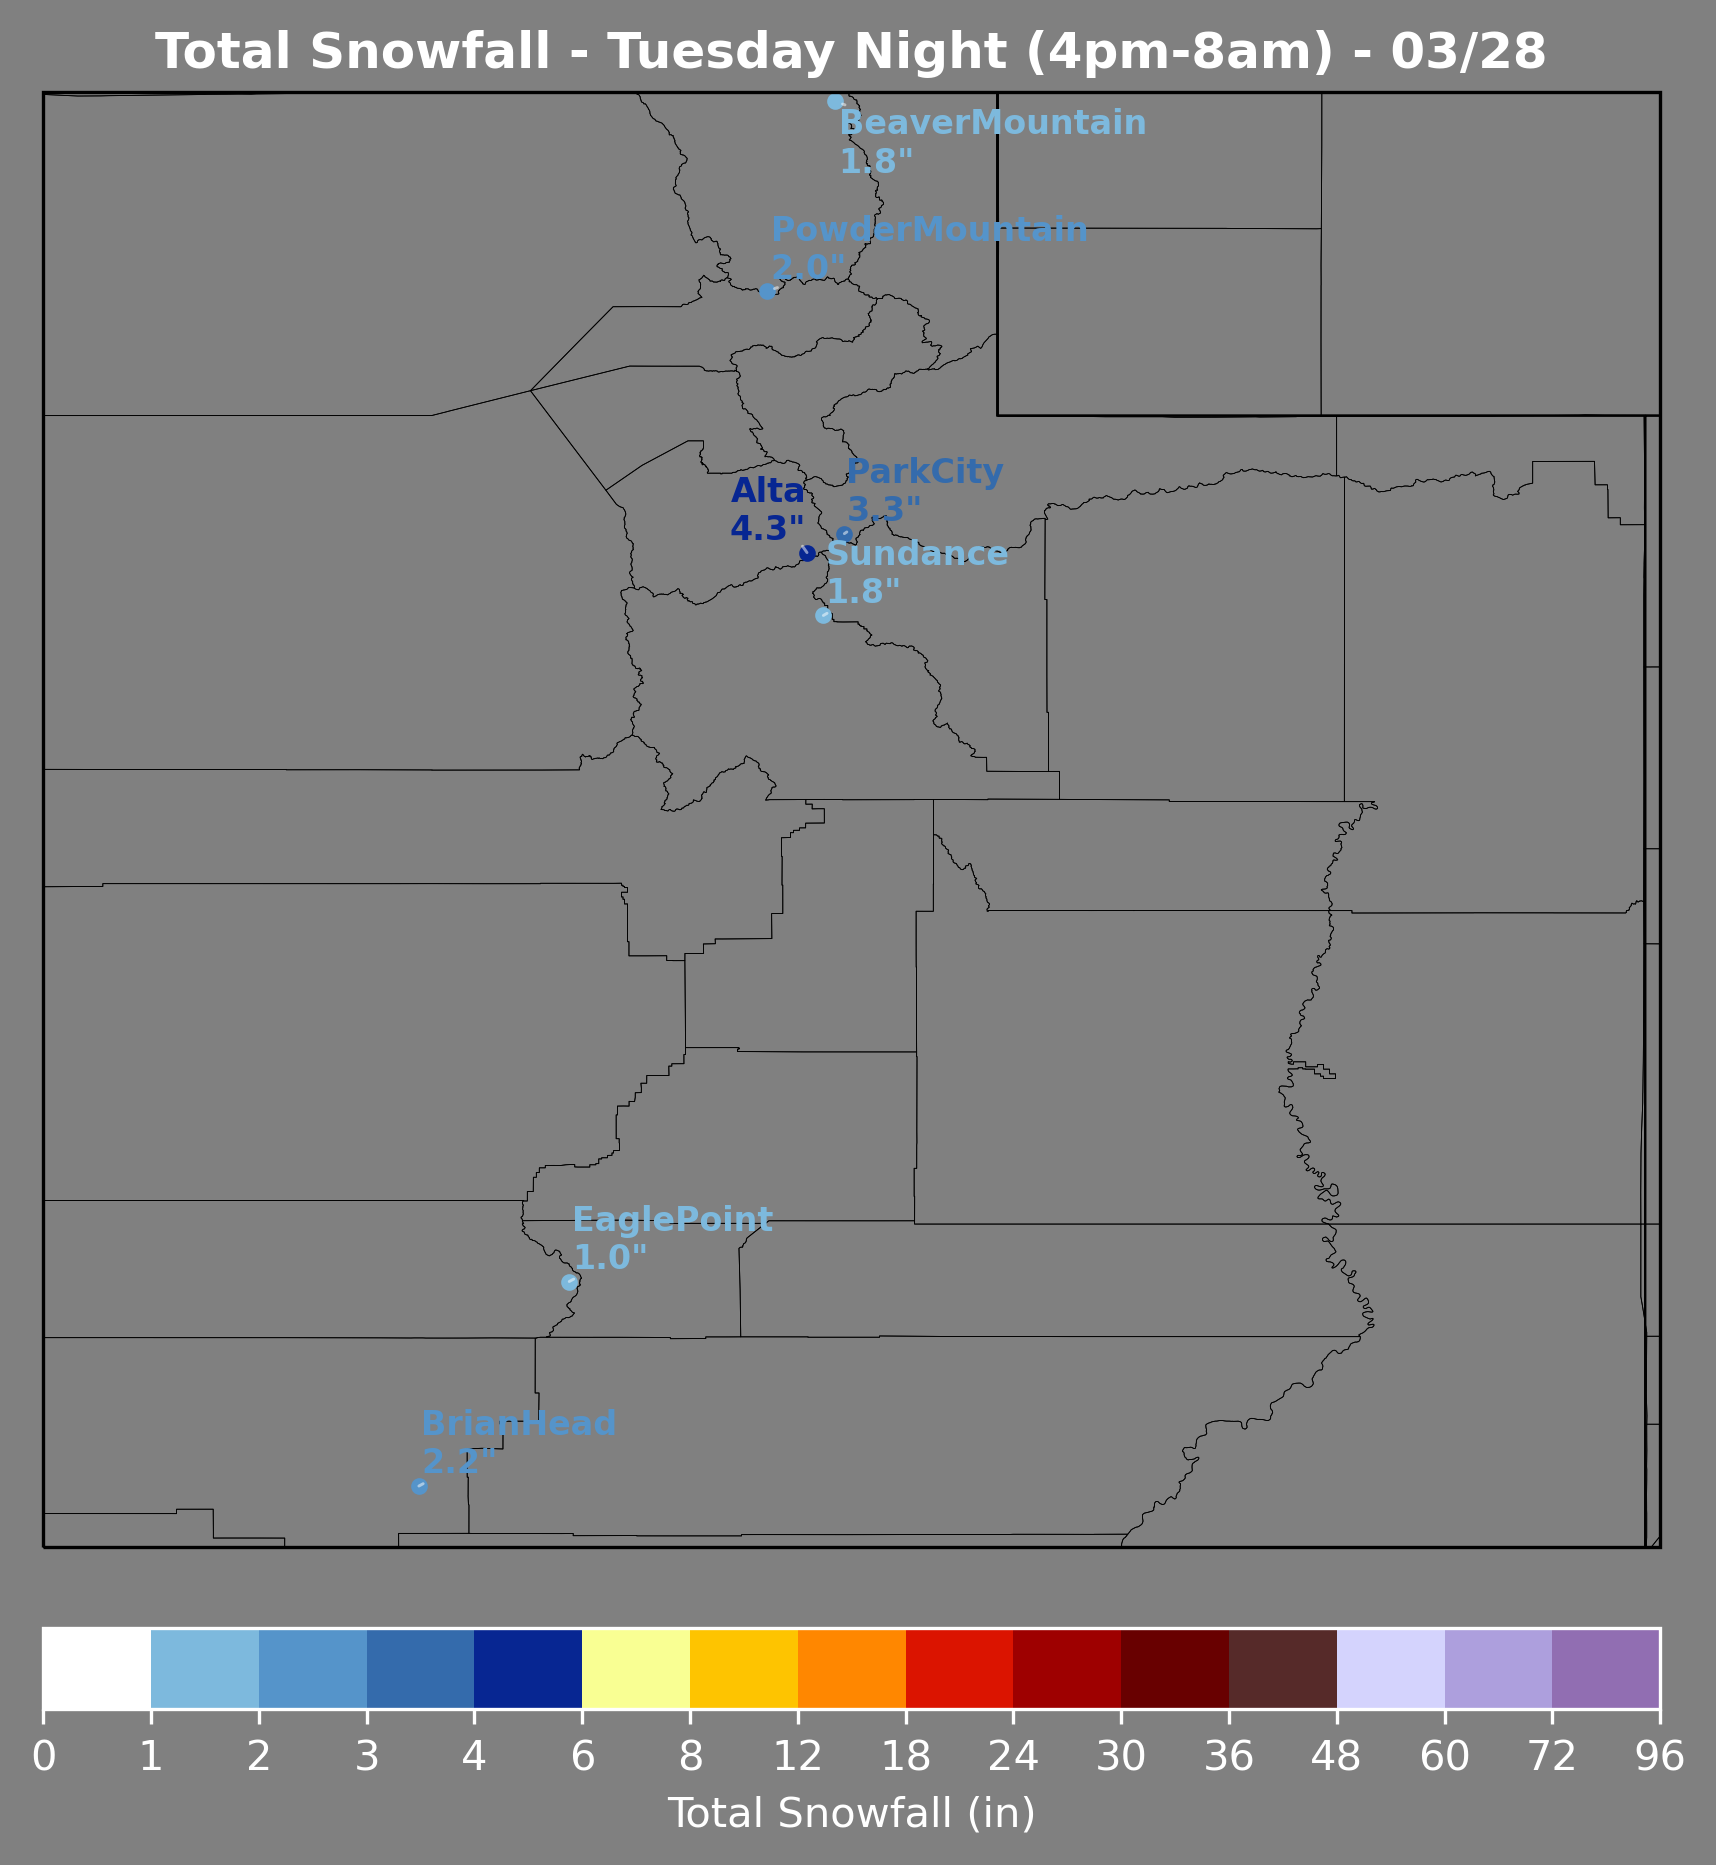 Total Snowfall - Tuesday Night (4pm-8am) - 03/28
BeaverMountain
1.8"
PowderMountain
2.0"
ParkCity
3.3"
Alta
4.3"
Sundance
1.8"
EaglePoint
1.0"
BrianHead
2.2"
0 1 2 3 4 6 8 12 18 24 30 36 48 60 72 96
Total Snowfall (in)